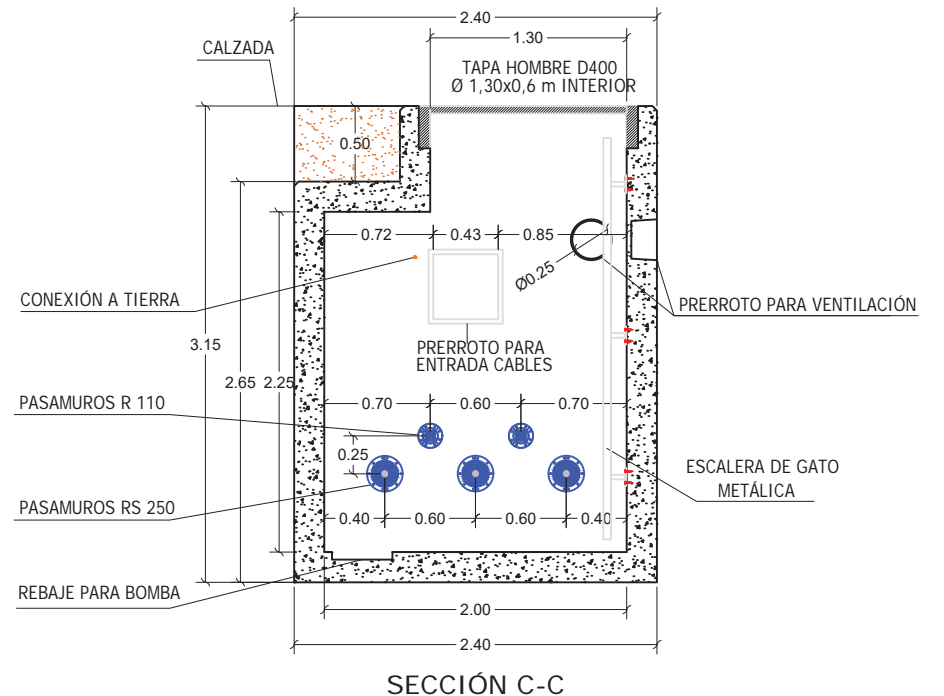 2.40
1.30
CALZADA
TAPA HOMBRE D400
Ø 1,30x0,6 m INTERIOR
0.50
0.72
0.43
0.85
Ø0.25
CONEXIÓN A TIERRA
PRERROTO PARA VENTILACIÓN
3.15
PRERROTO PARA
ENTRADA CABLES
2.65
2.25
PASAMUROS R 110
0.70
0.60
0.70
0.25
ESCALERA DE GATO
METÁLICA
PASAMUROS RS 250
0.40
0.60
0.60
0.40
REBAJE PARA BOMBA
2.00
2.40
SECCIÓN C-C